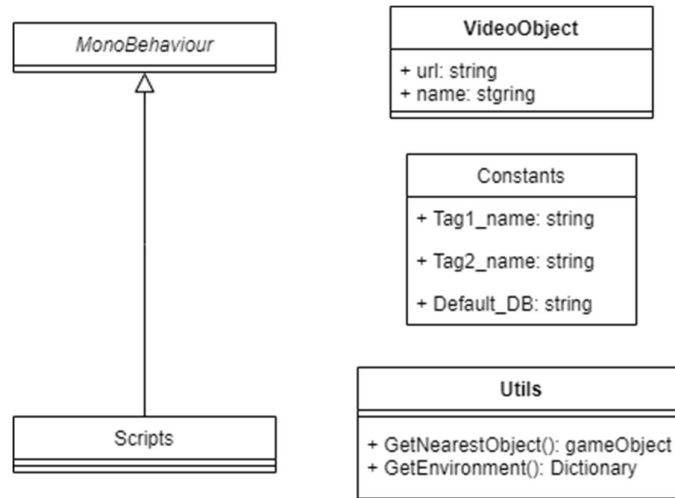 MonoBehaviour
Scripts
VideoObject
+ url: string
+ name: stgring
Constants
+ Tag1_name: string
+ Tag2_name: string
+ Default_DB: string
Utils
+ GetNearestObject(): gameObject
+ GetEnvironment(): Dictionary